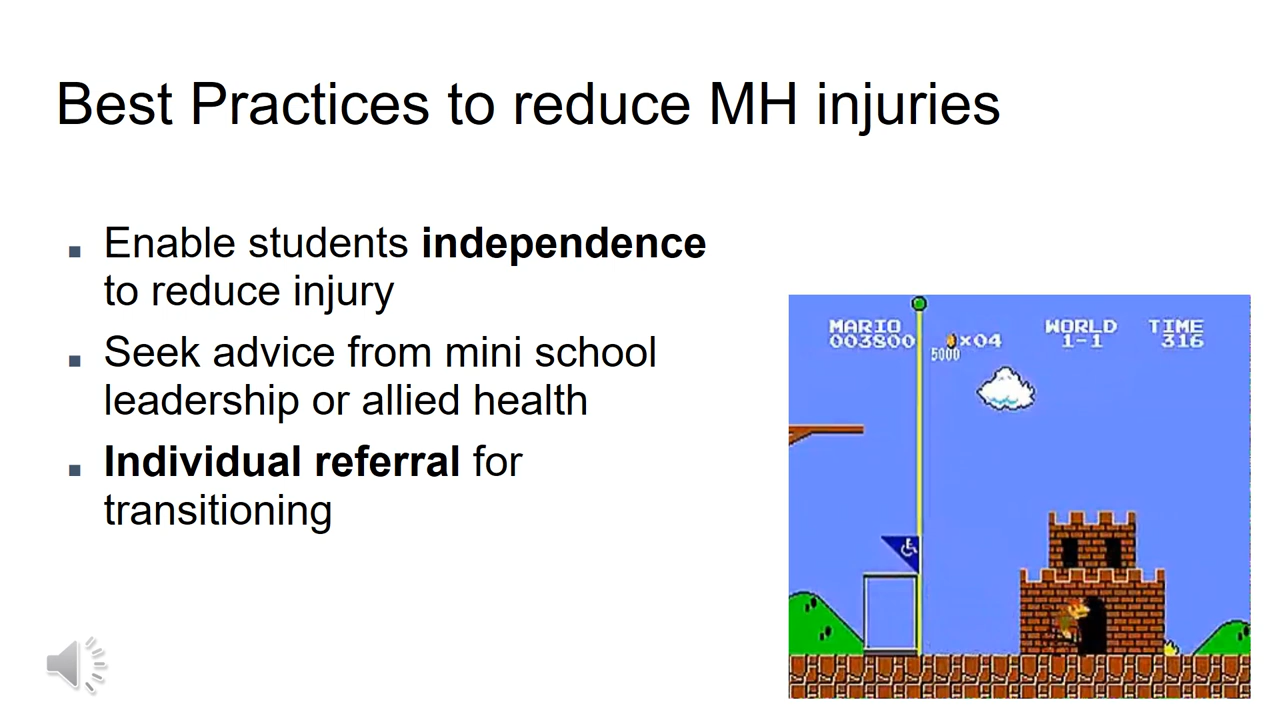 Best Practices to reduce MH injuries
Enable students independence
to reduce injury
Seek advice from mini school
leadership or allied health
Individual referral for
transitioning
MARIO WORLD TIME
003800 ×04 1-1 316
5000